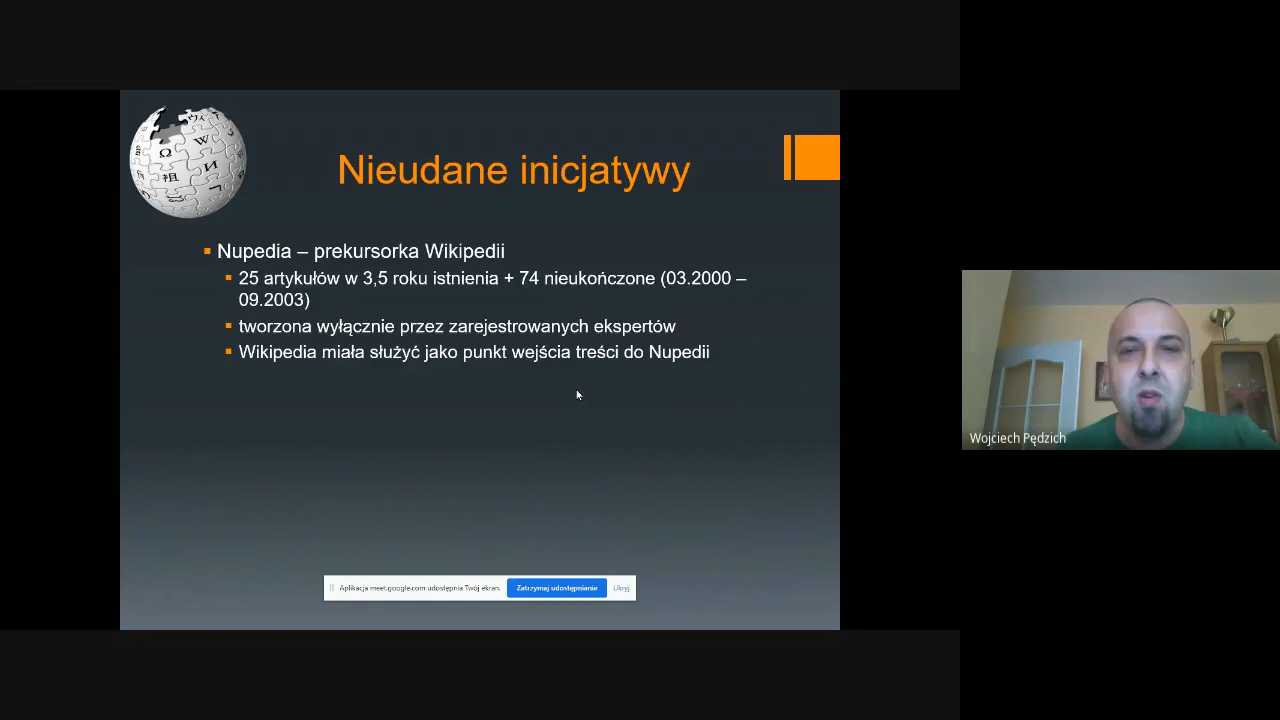 Nieudane inicjatywy
Nupedia – prekursorka Wikipedii
25 artykułów w 3,5 roku istnienia + 74 nieukończone (03.2000 –
09.2003)
tworzona wyłącznie przez zarejestrowanych ekspertów
Wikipedia miała służyć jako punkt wejścia treści do Nupedii
Aplikacja meet.google.com udostępnia Twój ekran.
Zatrzymaj udostępnianie
Ukryj
Wojciech Pędzich
Ω
W
И
祖